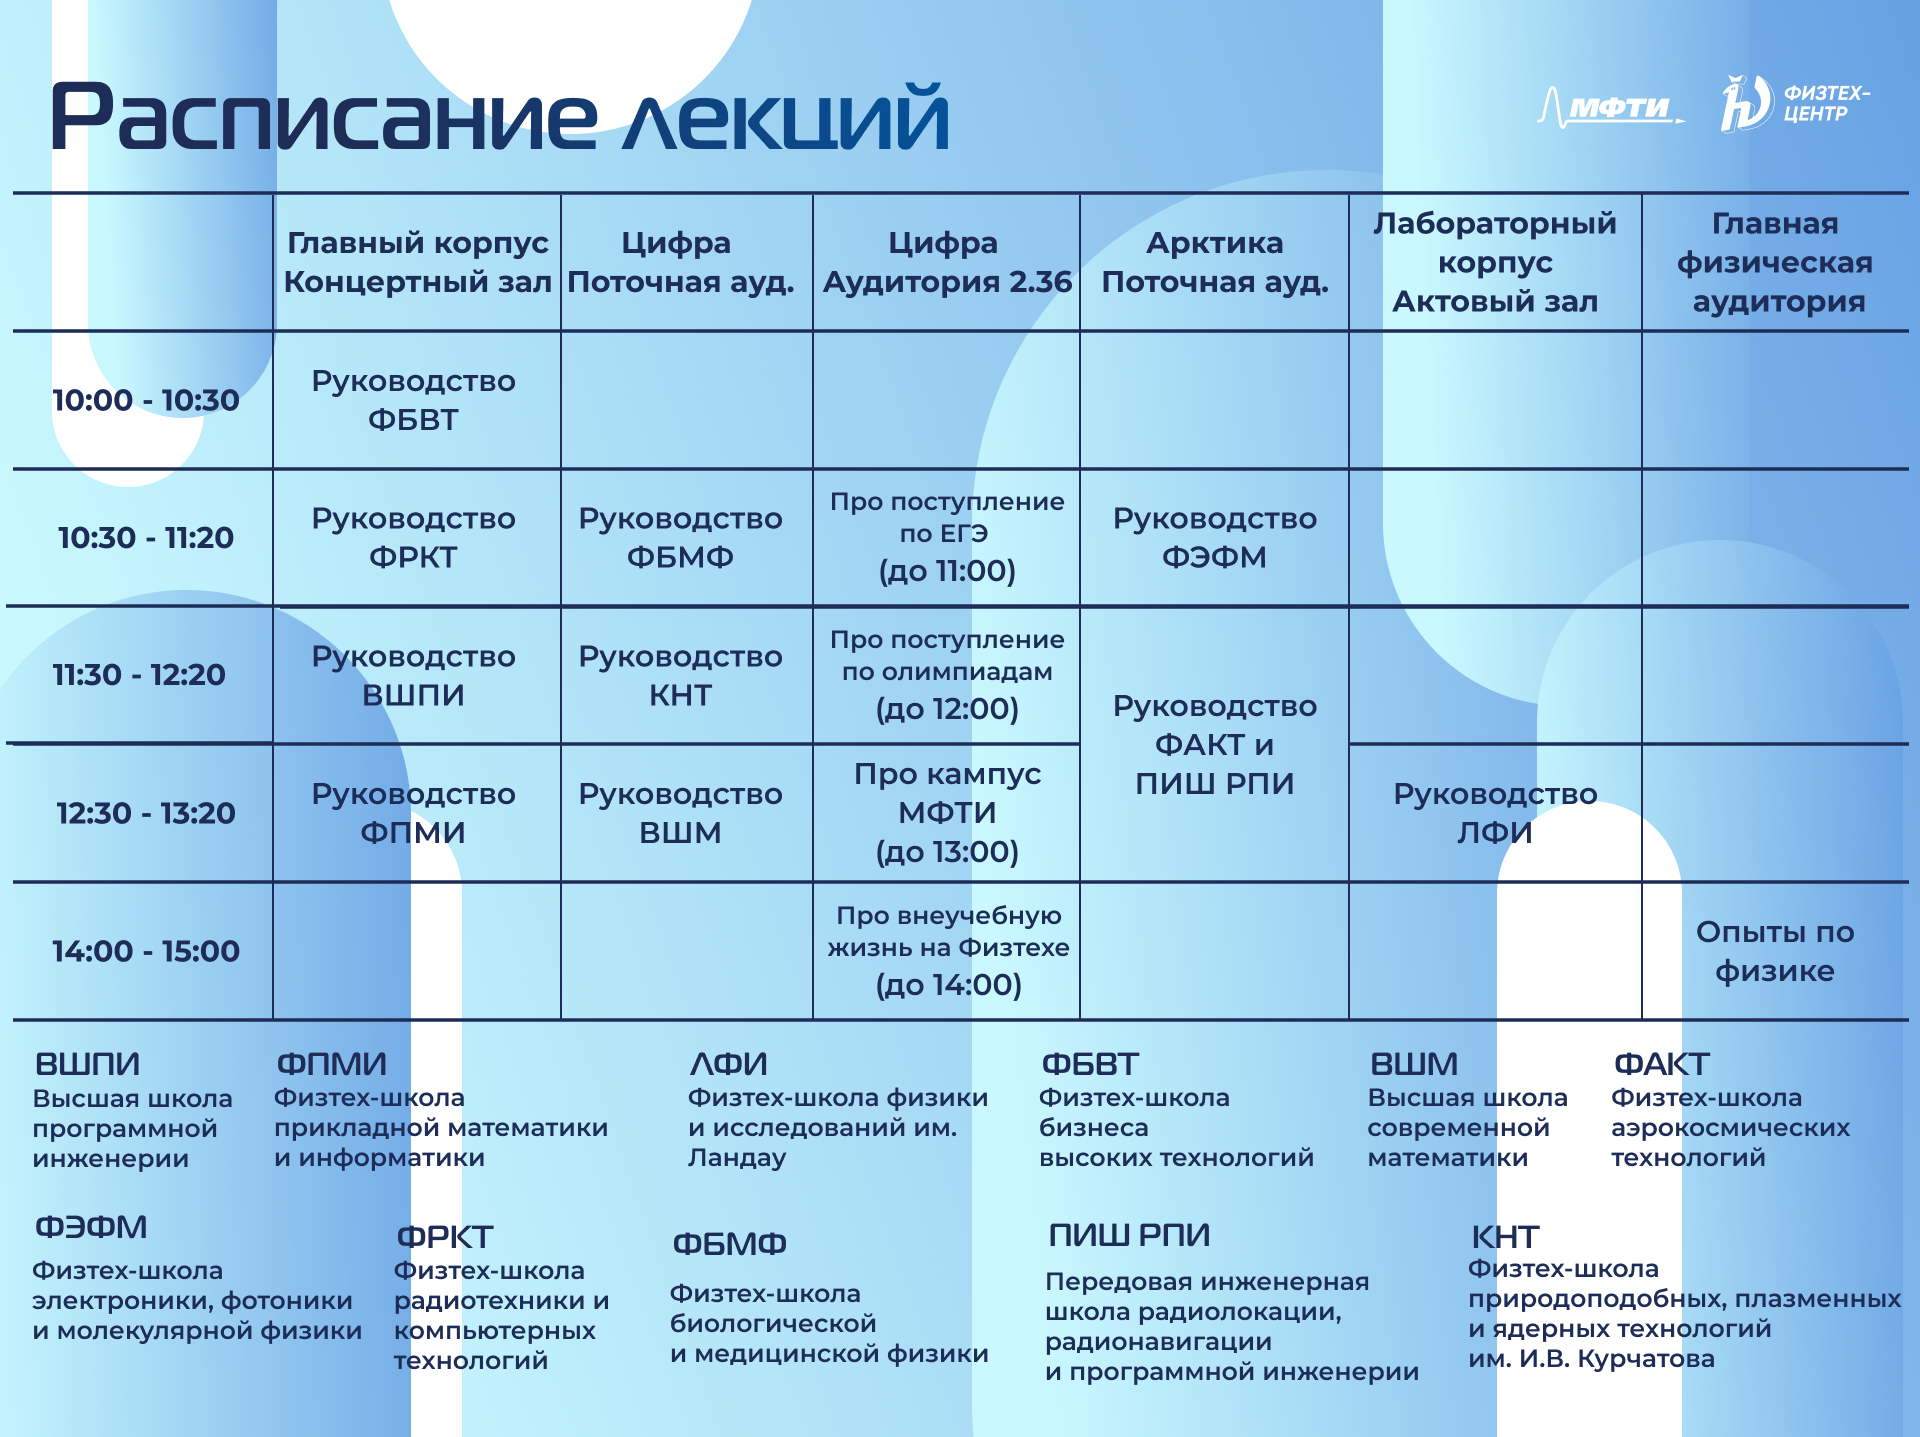 Расписание лекций
МФТИ
ФИЗТЕХ-
ЦЕНТР
Главный корпус
Концертный зал
Цифра
Поточная ауд.
Цифра
Аудитория 2.36
Арктика
Поточная ауд.
Лабораторный
корпус
Актовый зал
Главная
физическая
аудитория
10:00 - 10:30
Руководство
ФБВТ
10:30 - 11:20
Руководство
ФРКТ
Руководство
ФБМФ
Про поступление
по ЕГЭ
(до 11:00)
Руководство
ФЭФМ
11:30 - 12:20
Руководство
ВШПИ
Руководство
КНТ
Про поступление
по олимпиадам
(до 12:00)
Руководство
ФАКТ и
ПИШ РПИ
12:30 - 13:20
Руководство
ФПМИ
Руководство
ВШМ
Про кампус
МФТИ
(до 13:00)
Руководство
ЛФИ
14:00 - 15:00
Про внеучебную
жизнь на Физтехе
(до 14:00)
Опыты по
физике
ВШПИ
Высшая школа
программной
инженерии
ФПМИ
Физтех-школа
прикладной математики
и информатики
ЛФИ
Физтех-школа физики
и исследований им.
Ландау
ФБВТ
Физтех-школа
бизнеса
высоких технологий
ВШМ
Высшая школа
современной
математики
ФАКТ
Физтех-школа
аэрокосмических
технологий
ФЭФМ
Физтех-школа
электроники, фотоники
и молекулярной физики
ФРКТ
Физтех-школа
радиотехники и
компьютерных
технологий
ФБМФ
Физтех-школа
биологической
и медицинской физики
ПИШ РПИ
Передовая инженерная
школа радиолокации,
радионавигации
и программной инженерии
КНТ
Физтех-школа
природоподобных, плазменных
и ядерных технологий
им. И.В. Курчатова